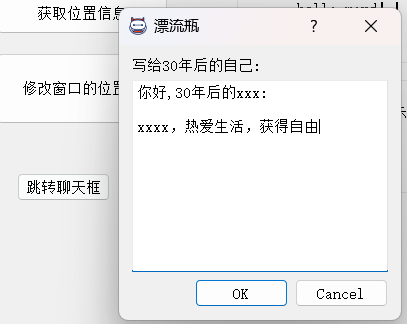 获取位置信息
漂流瓶
?
写给30年后的自己:
修改窗口的位置
你好,30年后的xxx:
xxxx，热爱生活，获得自由
跳转聊天框
OK
Cancel